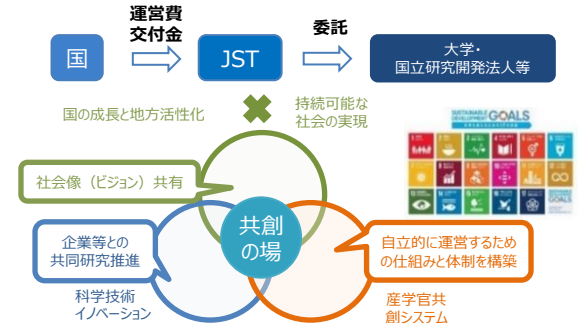 運営費
交付金
委託
国
JST
大学・
国立研究開発法人等
国の成長と地方活性化
持続可能な
社会の実現
SUSTAINABLE
DEVELOPMENT GOALS
社会像（ビジョン）共有
企業等との
共同研究推進
共創
の場
自立的に運営するため
の仕組みと体制を構築
科学技術
イノベーション
産学官共
創システム